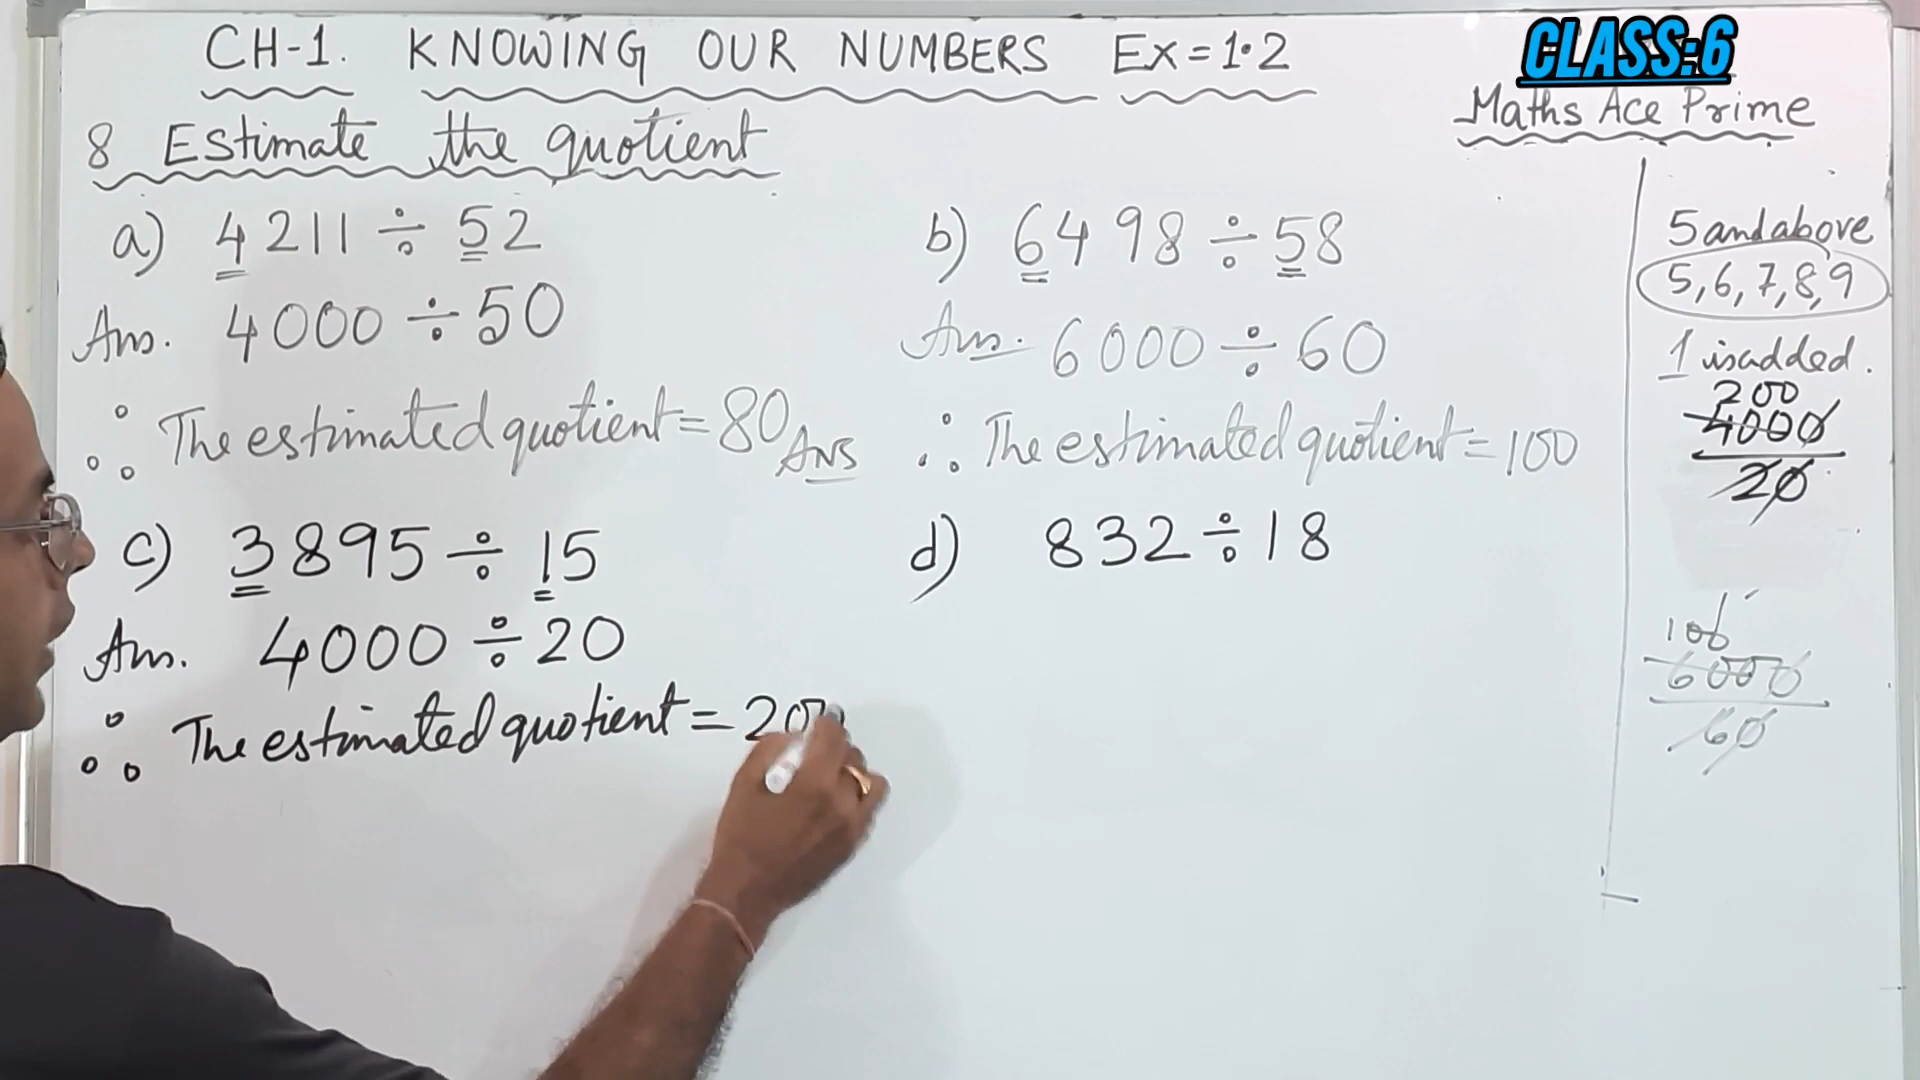 CH-1. KNOWING OUR NUMBERS Ex=1.2
CLASS:6
Maths Ace Prime
8 Estimate the quotient
a) 4211 ÷ 52
Ans. 4000 ÷ 50
∴ The estimated quotient = 80 Ans
b) 6498 ÷ 58
Ans. 6000 ÷ 60
∴ The estimated quotient = 100
c) 3895 ÷ 15
Ans. 4000 ÷ 20
∴ The estimated quotient = 200
d) 832 ÷ 18
5 and above
5,6,7,8,9
1 is added.
200
4000
20
100
6000
60